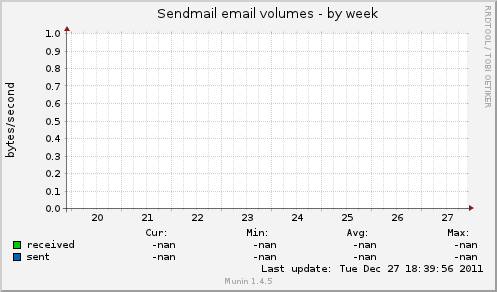 Sendmail email volumes - by week
RRDTOOL / TOBI OETIKER
bytes/second
1.0
0.9
0.8
0.7
0.6
0.5
0.4
0.3
0.2
0.1
0.0
20 21 22 23 24 25 26 27
Cur: Min: Avg: Max:
received -nan -nan -nan -nan
sent -nan -nan -nan -nan
Last update: Tue Dec 27 18:39:56 2011
Munin 1.4.5